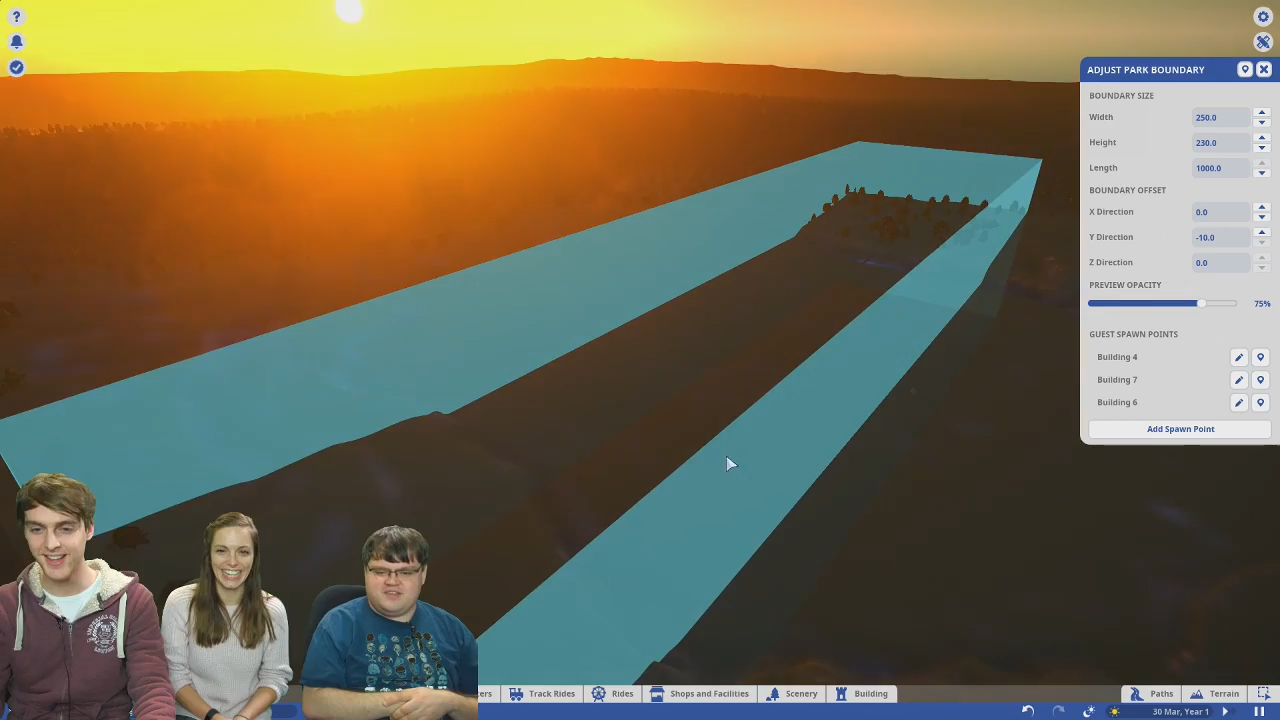 ?
ADJUST PARK BOUNDARY
BOUNDARY SIZE
Width 250.0
Height 230.0
Length 1000.0
BOUNDARY OFFSET
X Direction 0.0
Y Direction -10.0
Z Direction 0.0
PREVIEW OPACITY
75%
GUEST SPAWN POINTS
Building 4
Building 7
Building 6
Add Spawn Point
Track Rides Rides Shops and Facilities Scenery Building Paths Terrain
30 Mar, Year 1